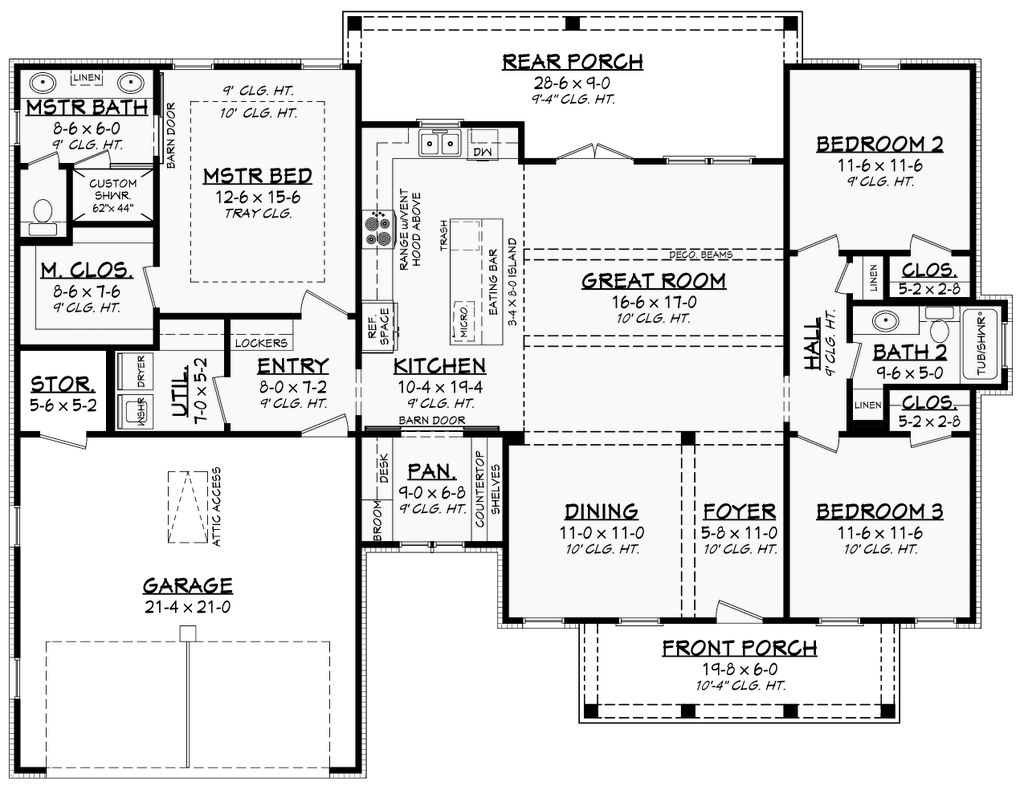 REAR PORCH
28-6 x 9-0
9'-4" CLG. HT.
LINEN
MSTR BATH
8-6 x 6-0
9' CLG. HT.
BARN DOOR
9' CLG. HT.
10' CLG. HT.
MSTR BED
12-6 x 15-6
TRAY CLG.
CUSTOM
SHWR.
62"x 44"
DW
RANGE W/VENT
HOOD ABOVE
TRASH
EATING BAR
3-4 x 8-0 ISLAND
MICRO.
REF.
SPACE
BEDROOM 2
11-6 x 11-6
9' CLG. HT.
DECO. BEAMS
GREAT ROOM
16-6 x 17-0
10' CLG. HT.
M. CLOS.
8-6 x 7-6
9' CLG. HT.
LINEN
CLOS.
5-2 x 2-8
HALL
9' CLG. HT.
BATH 2
9-6 x 5-0
TUB/SHWR
LOCKERS
ENTRY
8-0 x 7-2
9' CLG. HT.
KITCHEN
10-4 x 19-4
9' CLG. HT.
BARN DOOR
STOR.
5-6 x 5-2
DRYER
WSHR
UTIL.
7-0 x 5-2
LINEN
CLOS.
5-2 x 2-8
DESK
BROOM
PAN.
9-0 x 6-8
9' CLG. HT.
COUNTERTOP
SHELVES
ATTIC ACCESS
DINING
11-0 x 11-0
10' CLG. HT.
FOYER
5-8 x 11-0
10' CLG. HT.
BEDROOM 3
11-6 x 11-6
10' CLG. HT.
GARAGE
21-4 x 21-0
FRONT PORCH
19-8 x 6-0
10'-4" CLG. HT.